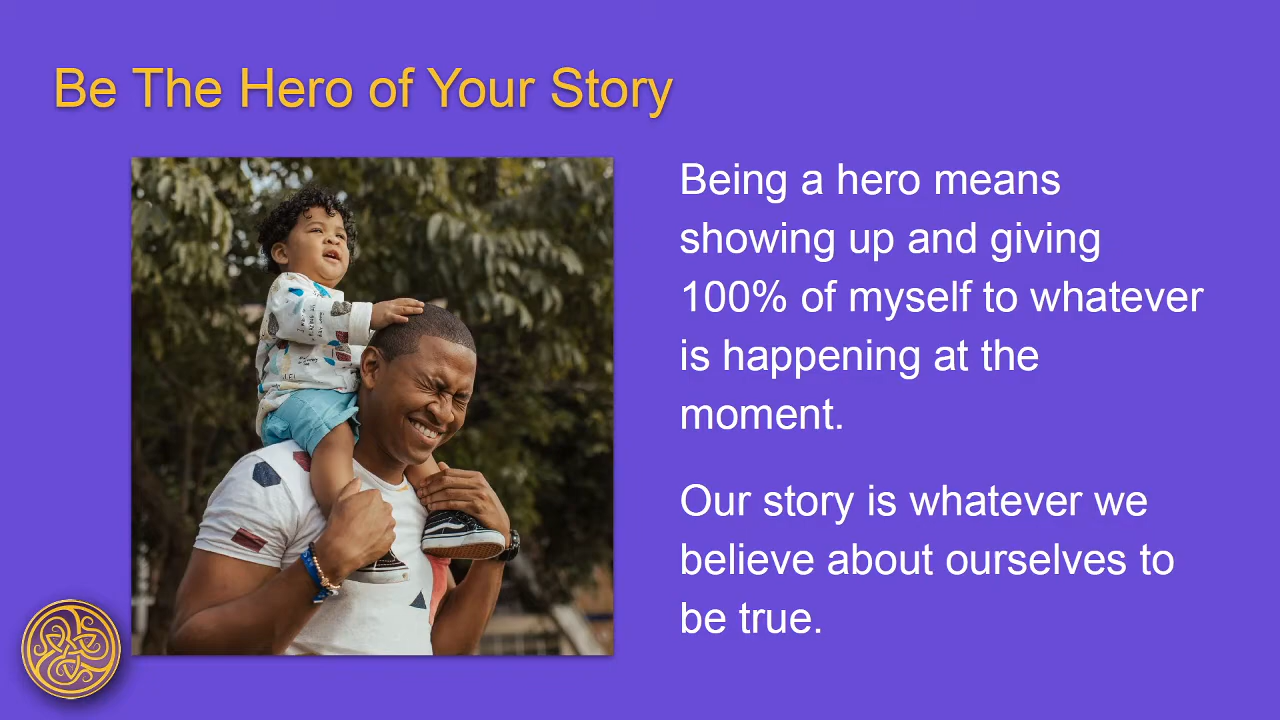 Be The Hero of Your Story
Being a hero means
showing up and giving
100% of myself to whatever
is happening at the
moment.
Our story is whatever we
believe about ourselves to
be true.